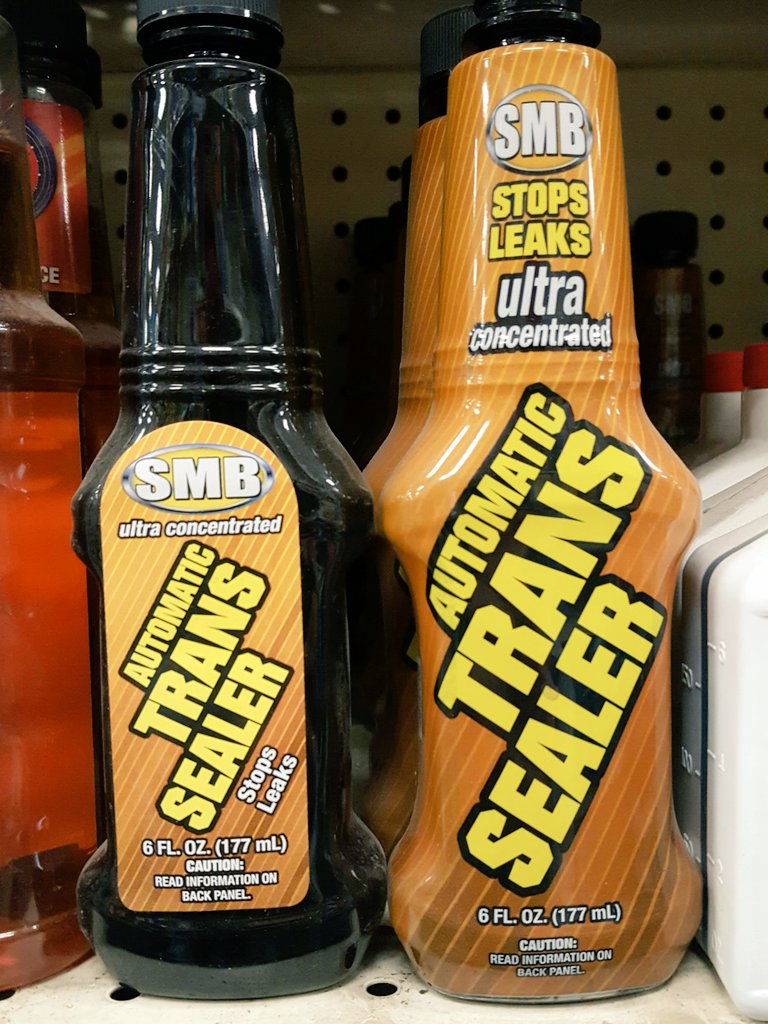 SMB
ultra concentrated
AUTOMATIC
TRANS
SEALER
Stops
Leaks
6 FL. OZ. (177 mL)
CAUTION:
READ INFORMATION ON
BACK PANEL.
SMB
STOPS
LEAKS
ultra
concentrated
AUTOMATIC
TRANS
SEALER
6 FL. OZ. (177 mL)
CAUTION:
READ INFORMATION ON
BACK PANEL.
SMB